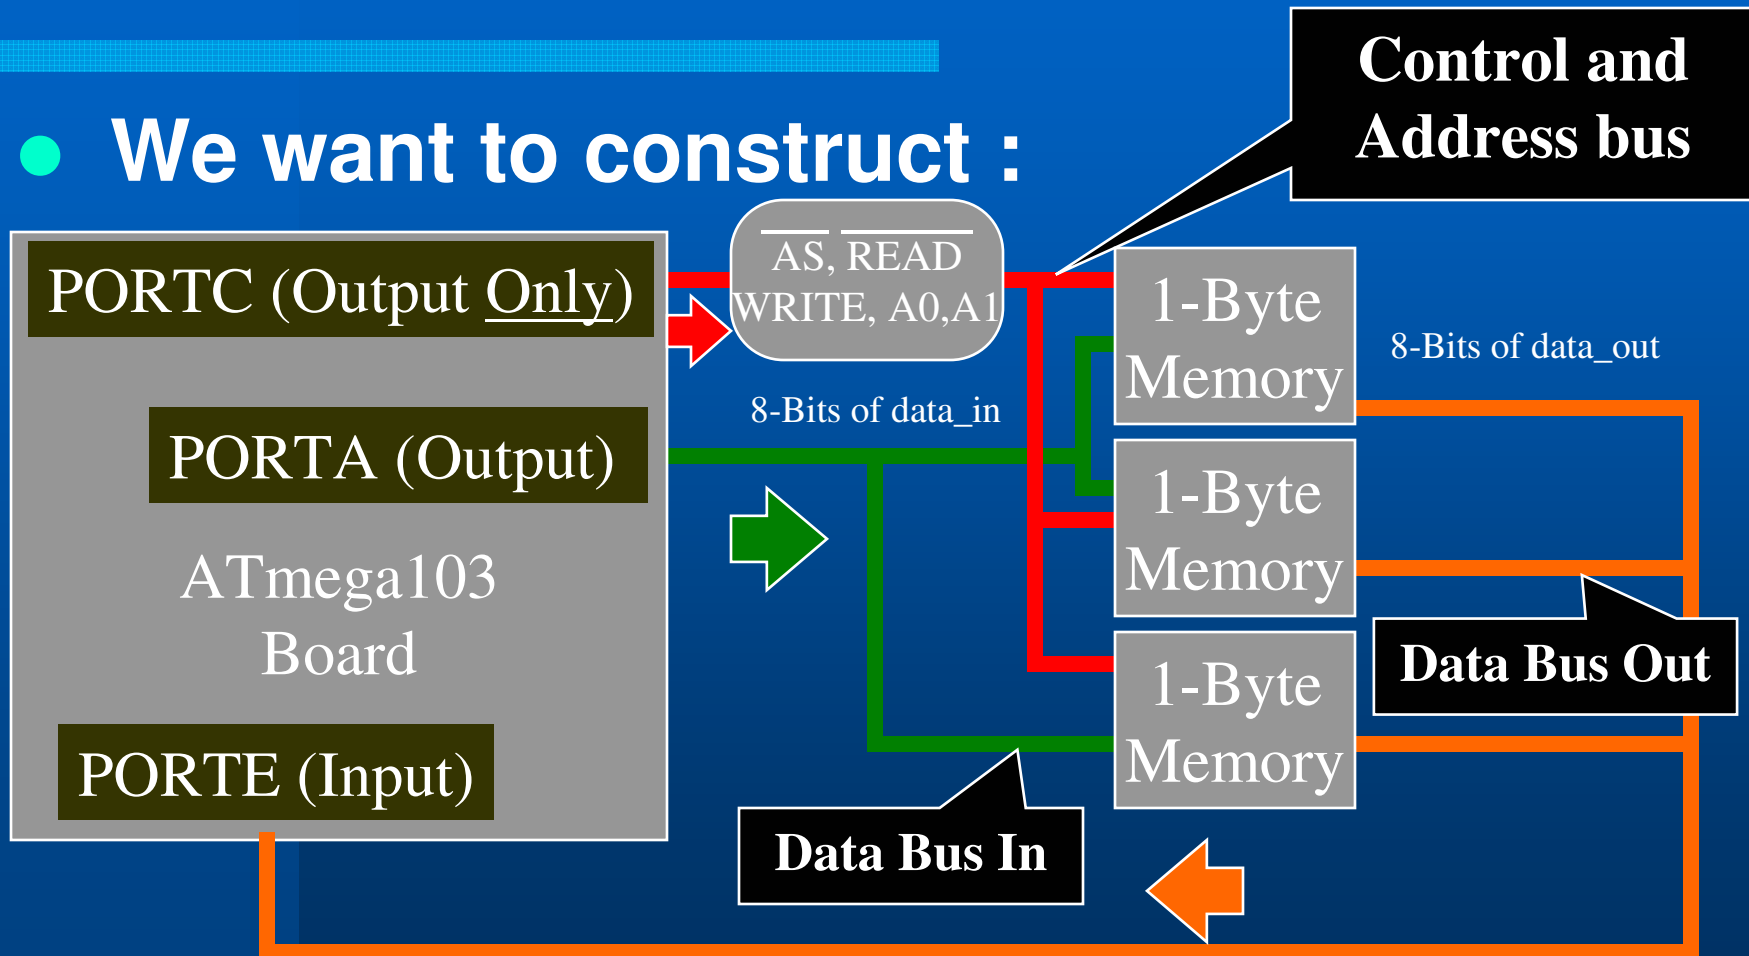 We want to construct :
Control and
Address bus
PORTC (Output Only)
AS, READ
WRITE, A0,A1
1-Byte
Memory
8-Bits of data_out
8-Bits of data_in
PORTA (Output)
1-Byte
Memory
ATmega103
Board
Data Bus Out
1-Byte
Memory
PORTE (Input)
Data Bus In